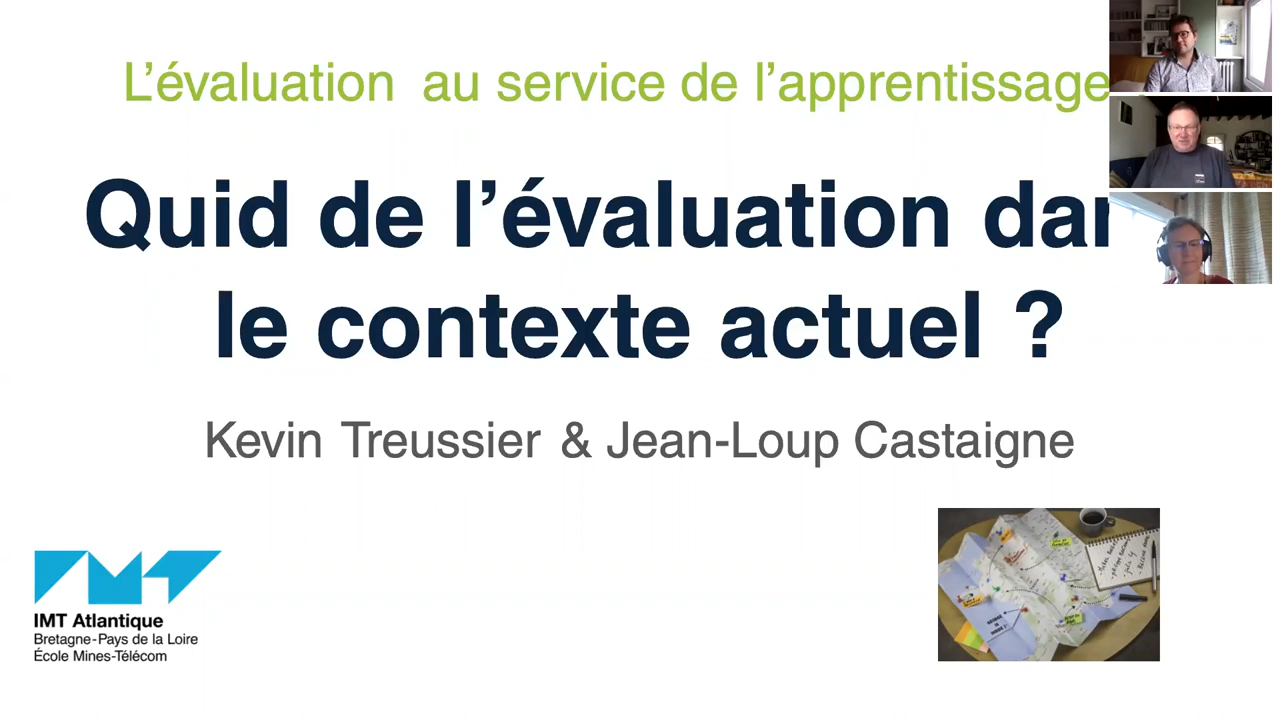 L'évaluation au service de l'apprentissage
Quid de l'évaluation dan
le contexte actuel ?
Kevin Treussier & Jean-Loup Castaigne
IMT Atlantique
Bretagne-Pays de la Loire
École Mines-Télécom